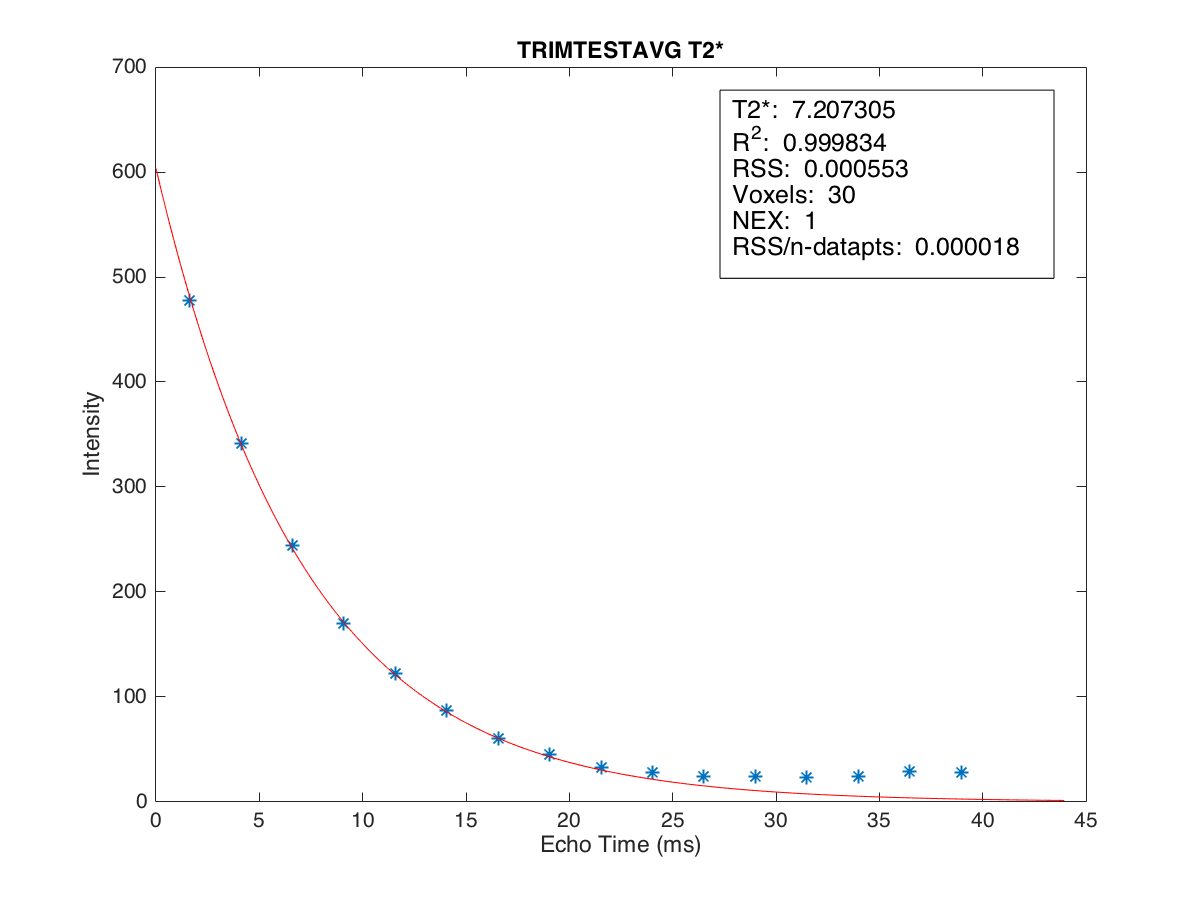 TRIMTESTAVG T2*
700
600
500
400
300
200
100
0
Intensity
T2*: 7.207305
R²: 0.999834
RSS: 0.000553
Voxels: 30
NEX: 1
RSS/n-datapts: 0.000018
0 5 10 15 20 25 30 35 40 45
Echo Time (ms)